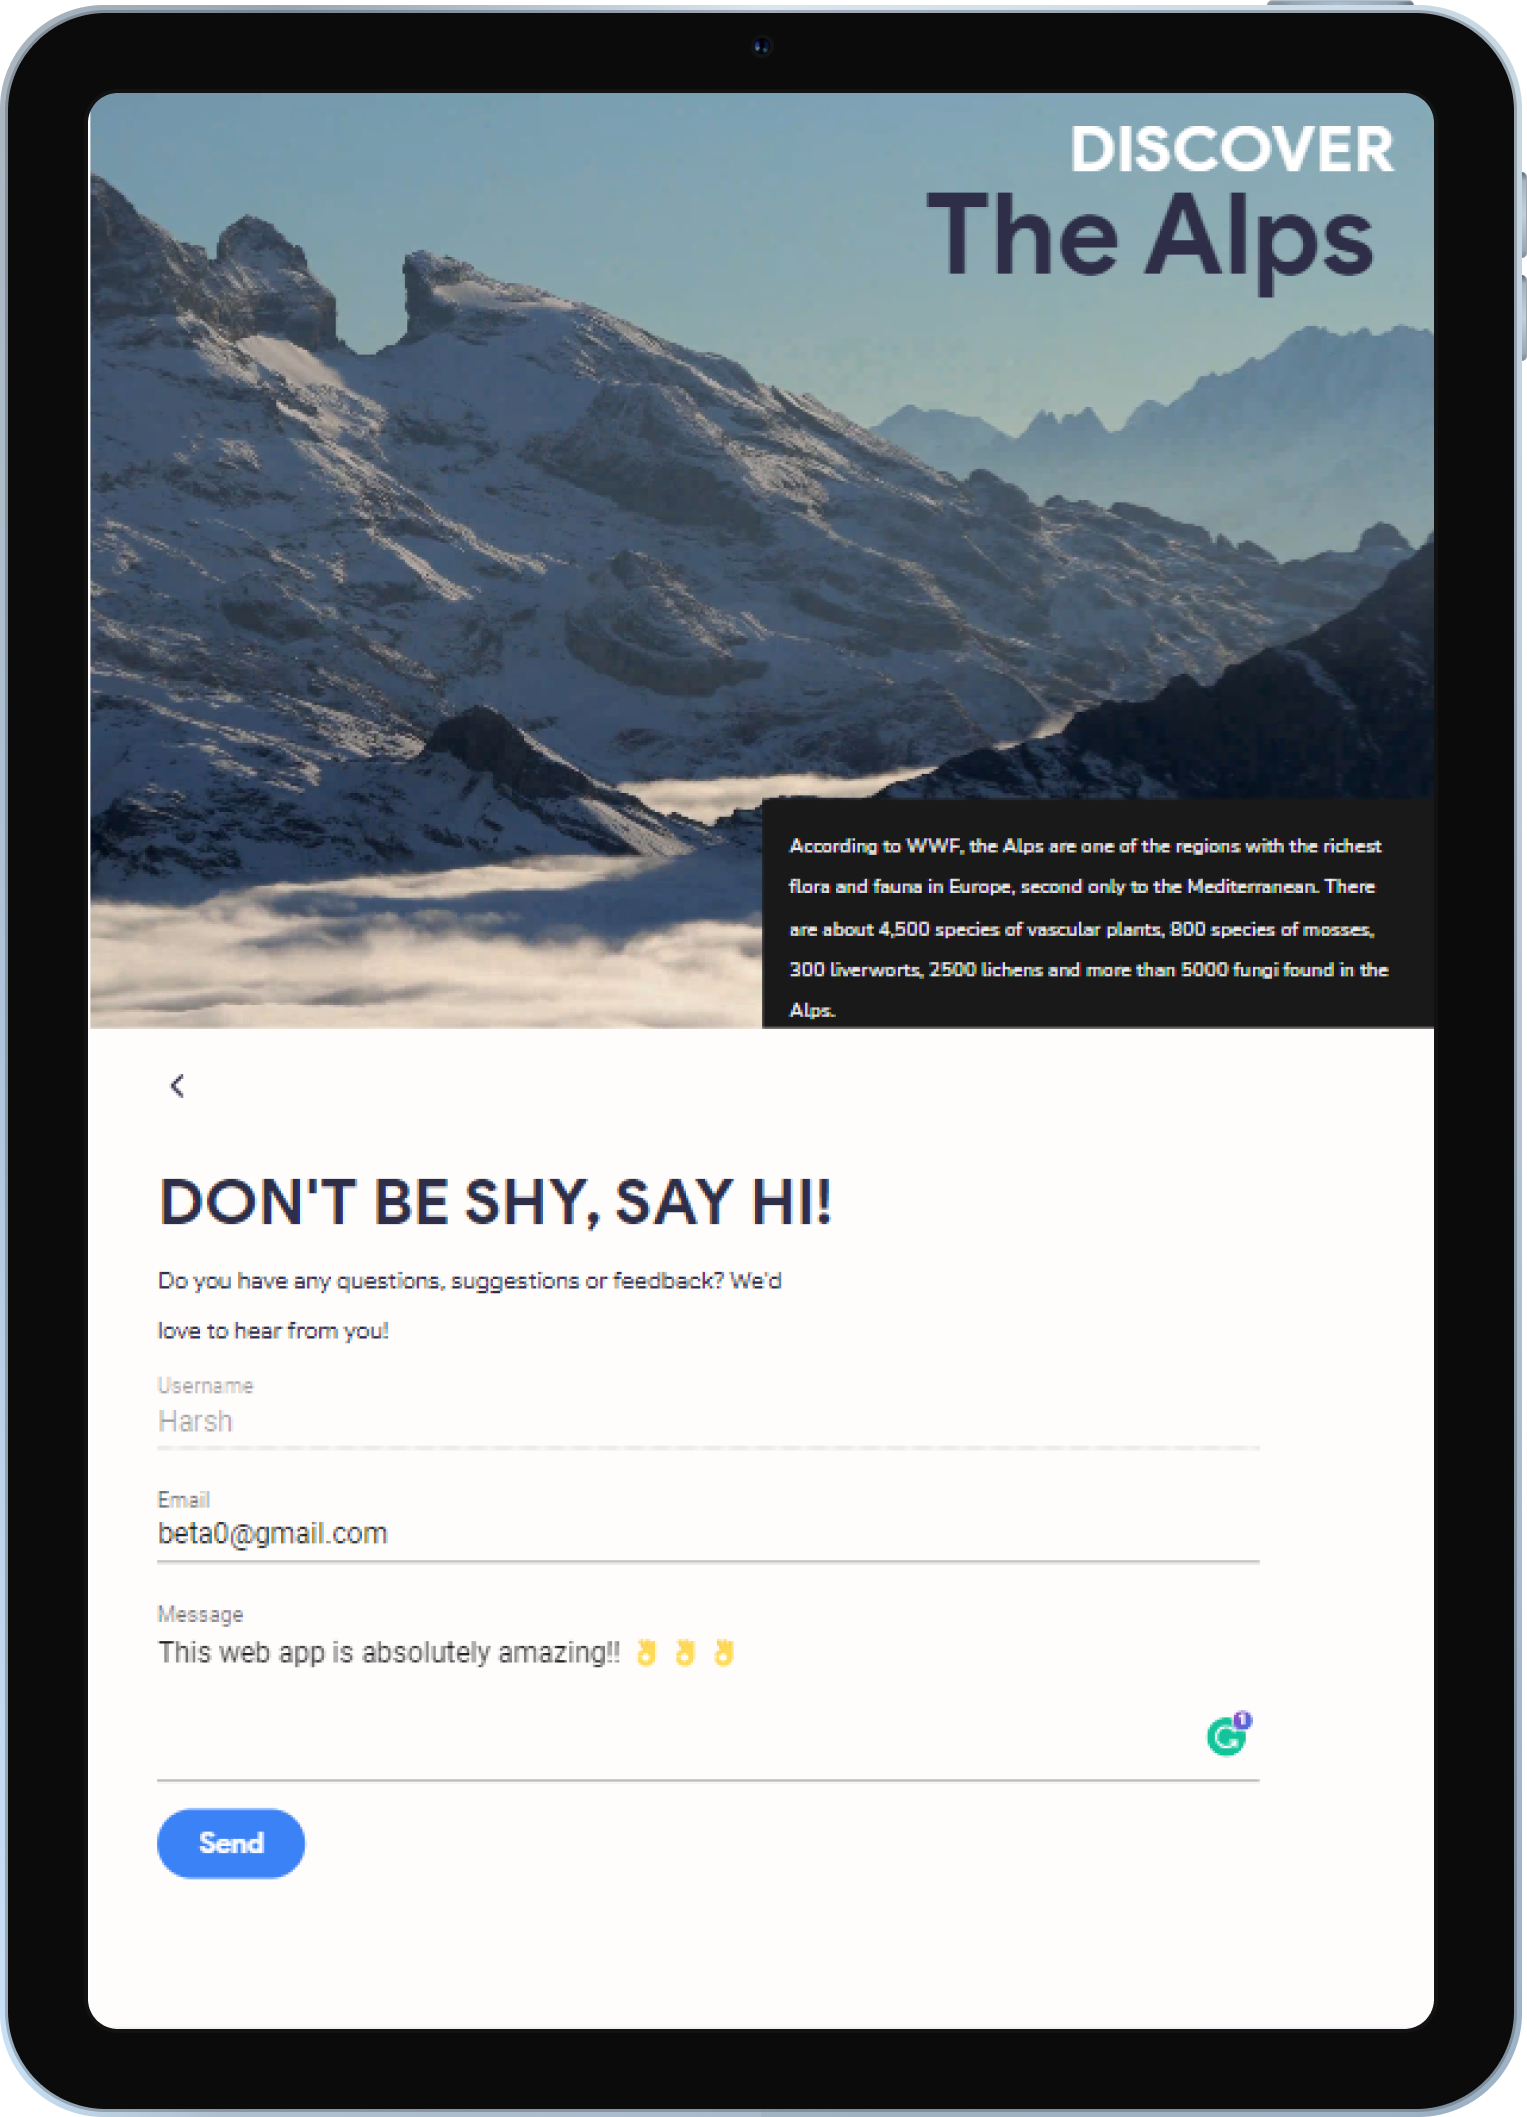 DISCOVER
The Alps
According to WWF, the Alps are one of the regions with the richest
flora and fauna in Europe, second only to the Mediterranean. There
are about 4,500 species of vascular plants, 800 species of mosses,
300 liverworts, 2500 lichens and more than 5000 fungi found in the
Alps.
DON'T BE SHY, SAY HI!
Do you have any questions, suggestions or feedback? We'd
love to hear from you!
Username
Harsh
Email
beta0@gmail.com
Message
This web app is absolutely amazing!! 👌 👌 👌
1
Send